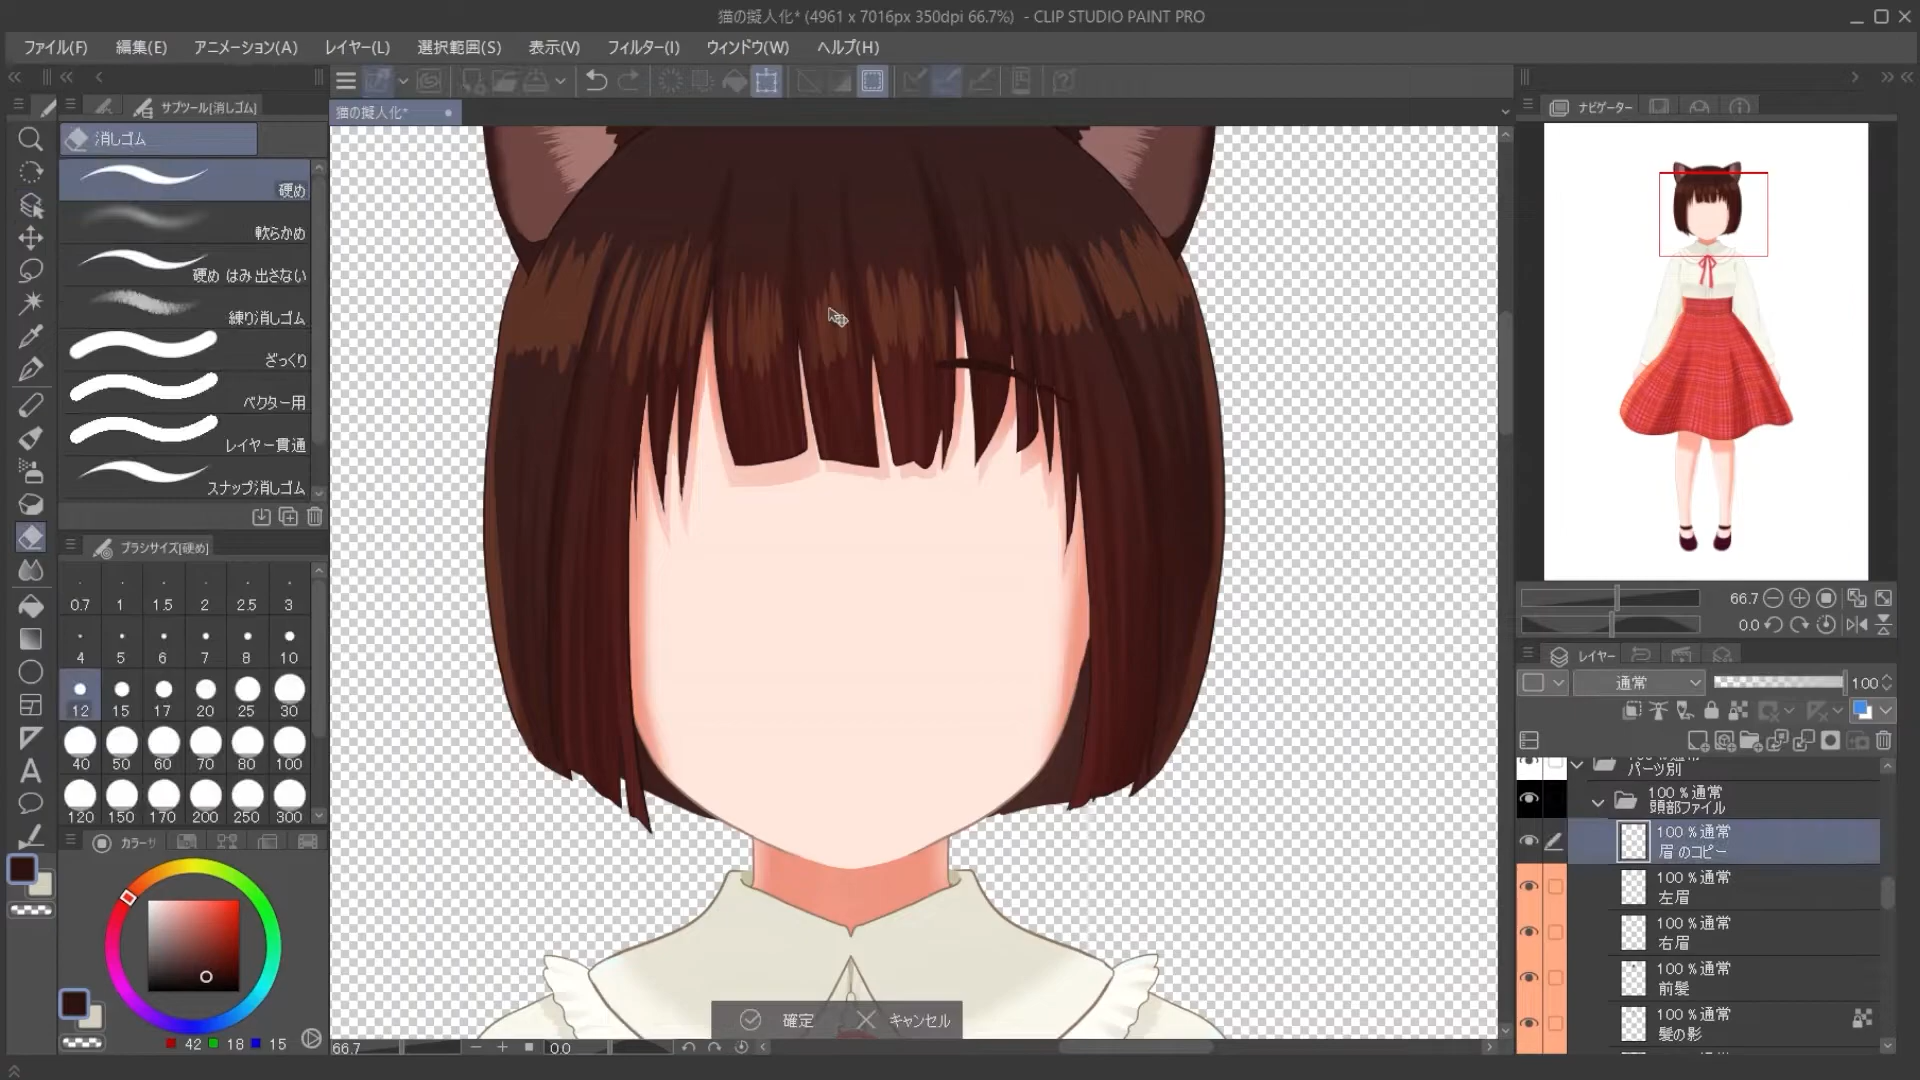 猫の擬人化* (4961 x 7016px 350dpi 66.7%) - CLIP STUDIO PAINT PRO
ファイル(F) 編集(E) アニメーション(A) レイヤー(L) 選択範囲(S) 表示(V) フィルター(I) ウィンドウ(W) ヘルプ(H)
サブツール[消しゴム]
猫の擬人化*
ナビゲーター
消しゴム
硬め
軟らかめ
硬め はみ出さない
練り消しゴム
ざっくり
ベクター用
レイヤー貫通
スナップ消しゴム
ブラシサイズ[硬め]
0.7 1 1.5 2 2.5 3
4 5 6 7 8 10
12 15 17 20 25 30
40 50 60 70 80 100
120 150 170 200 250 300
カラーサ
42 18 15
確定 キャンセル
66.7 0.0
66.7
0.0
レイヤー
通常 100
パーツ別
100 %通常
頭部ファイル
100 %通常
眉 のコピー
100 %通常
左眉
100 %通常
右眉
100 %通常
前髪
100 %通常
髪の影